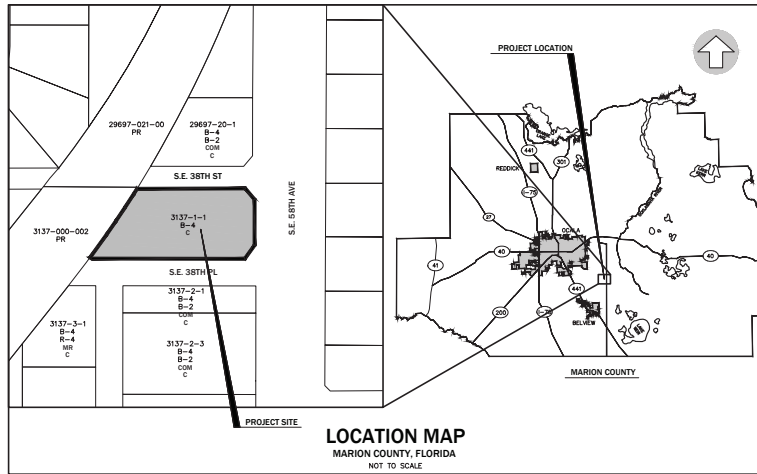 29697-021-00
PR
29697-20-1
B-4
B-2
COM
C
S.E. 38TH ST
3137-000-002
PR
3137-1-1
B-4
C
S.E. 58TH AVE
S.E. 38TH PL
3137-2-1
B-4
B-2
COM
C
3137-3-1
B-4
R-4
MR
C
3137-2-3
B-4
B-2
COM
C
PROJECT SITE
PROJECT LOCATION
441
301
REDDICK
I-75
27
OCALA
40
40
41
441
200
I-75
BELVIEW
MARION COUNTY
LOCATION MAP
MARION COUNTY, FLORIDA
NOT TO SCALE